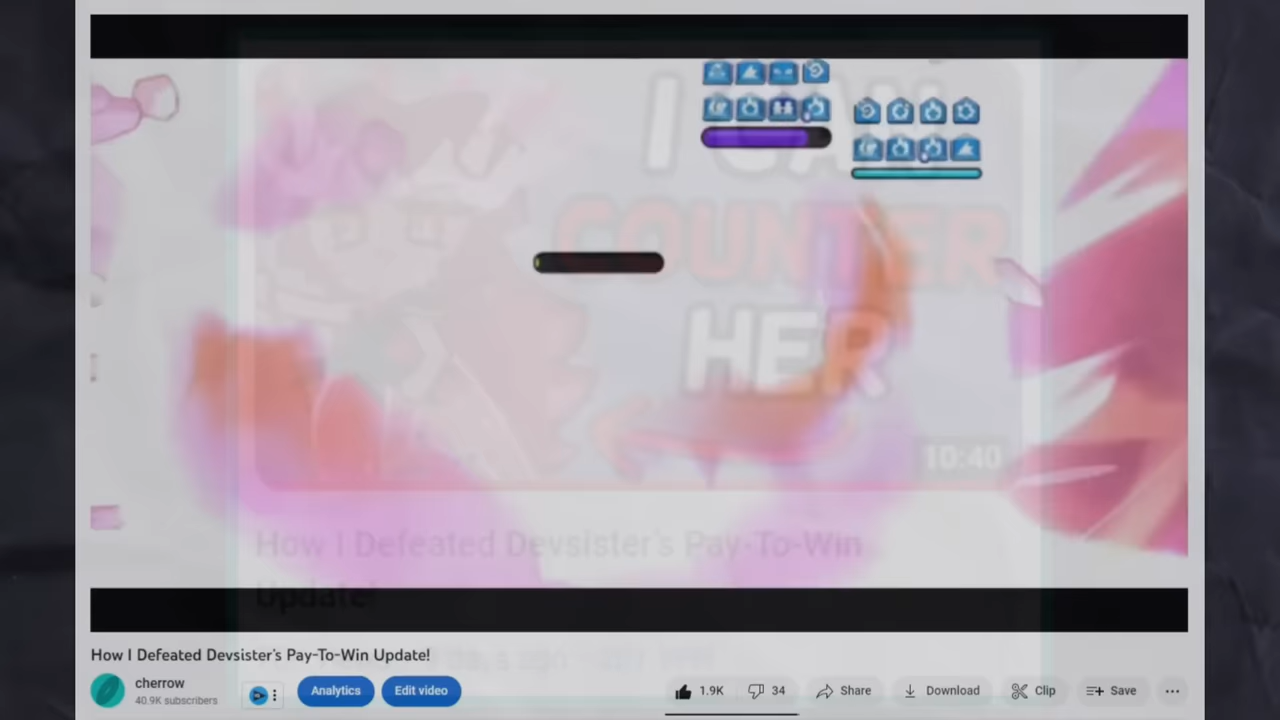 I CAN
COUNTER
HER
10:40
How I Defeated Devsister's Pay-To-Win
Update!
How I Defeated Devsister's Pay-To-Win Update!
cherrow
40.9K subscribers
Analytics
Edit video
1.9K
34
Share
Download
Clip
Save